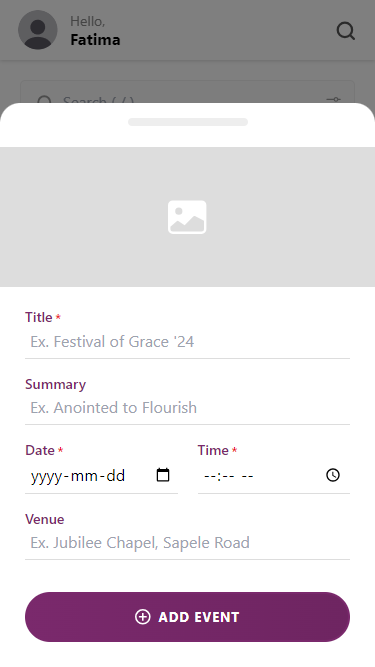 Hello,
Fatima
Search
Title *
Ex. Festival of Grace '24
Summary
Ex. Anointed to Flourish
Date * Time *
yyyy-mm-dd --:-- --
Venue
Ex. Jubilee Chapel, Sapele Road
ADD EVENT